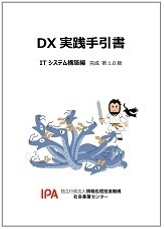 DX 実践手引書
ITシステム構築編 完成 第1.0版
IPA 独立行政法人 情報処理推進機構
社会基盤センター